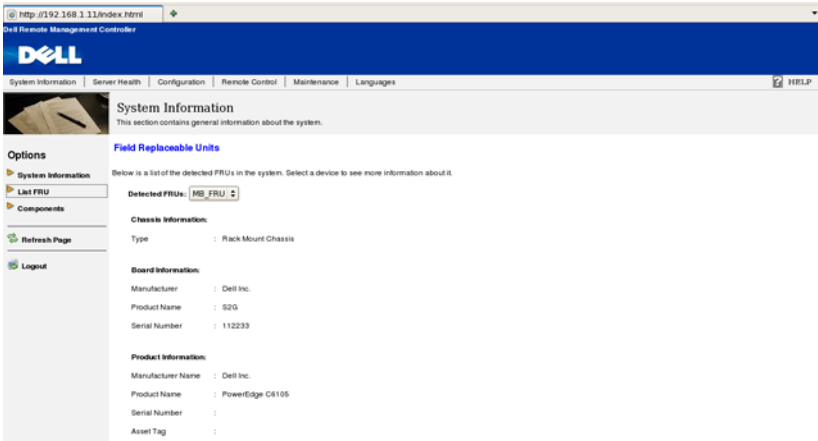 http://192.168.1.11/index.html
Dell Remote Management Controller
DELL
System Information Server Health Configuration Remote Control Maintenance Languages ? HELP
System Information
This section contains general information about the system.
Options
System Information
List FRU
Components
Refresh Page
Logout
Field Replaceable Units
Below is a list of the detected FRUs in the system. Select a device to see more information about it.
Detected FRUs: MB_FRU
Chassis Information:
Type : Rack Mount Chassis
Board Information:
Manufacturer : Dell Inc.
Product Name : S2G
Serial Number : 112233
Product Information:
Manufacturer Name : Dell Inc.
Product Name : PowerEdge C6105
Serial Number :
Asset Tag :